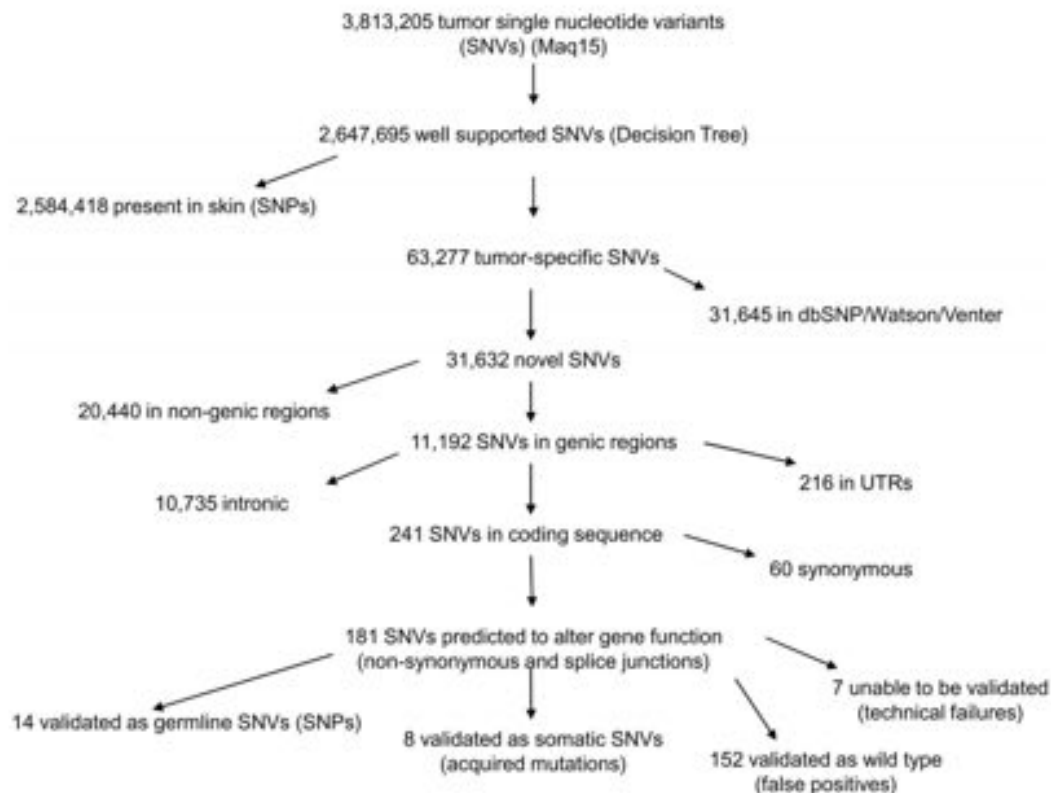 3,813,205 tumor single nucleotide variants
(SNVs) (Maq15)
2,647,695 well supported SNVs (Decision Tree)
2,584,418 present in skin (SNPs)
63,277 tumor-specific SNVs
31,645 in dbSNP/Watson/Venter
31,632 novel SNVs
20,440 in non-genic regions
11,192 SNVs in genic regions
216 in UTRs
10,735 intronic
241 SNVs in coding sequence
60 synonymous
181 SNVs predicted to alter gene function
(non-synonymous and splice junctions)
7 unable to be validated
(technical failures)
14 validated as germline SNVs (SNPs)
8 validated as somatic SNVs
(acquired mutations)
152 validated as wild type
(false positives)